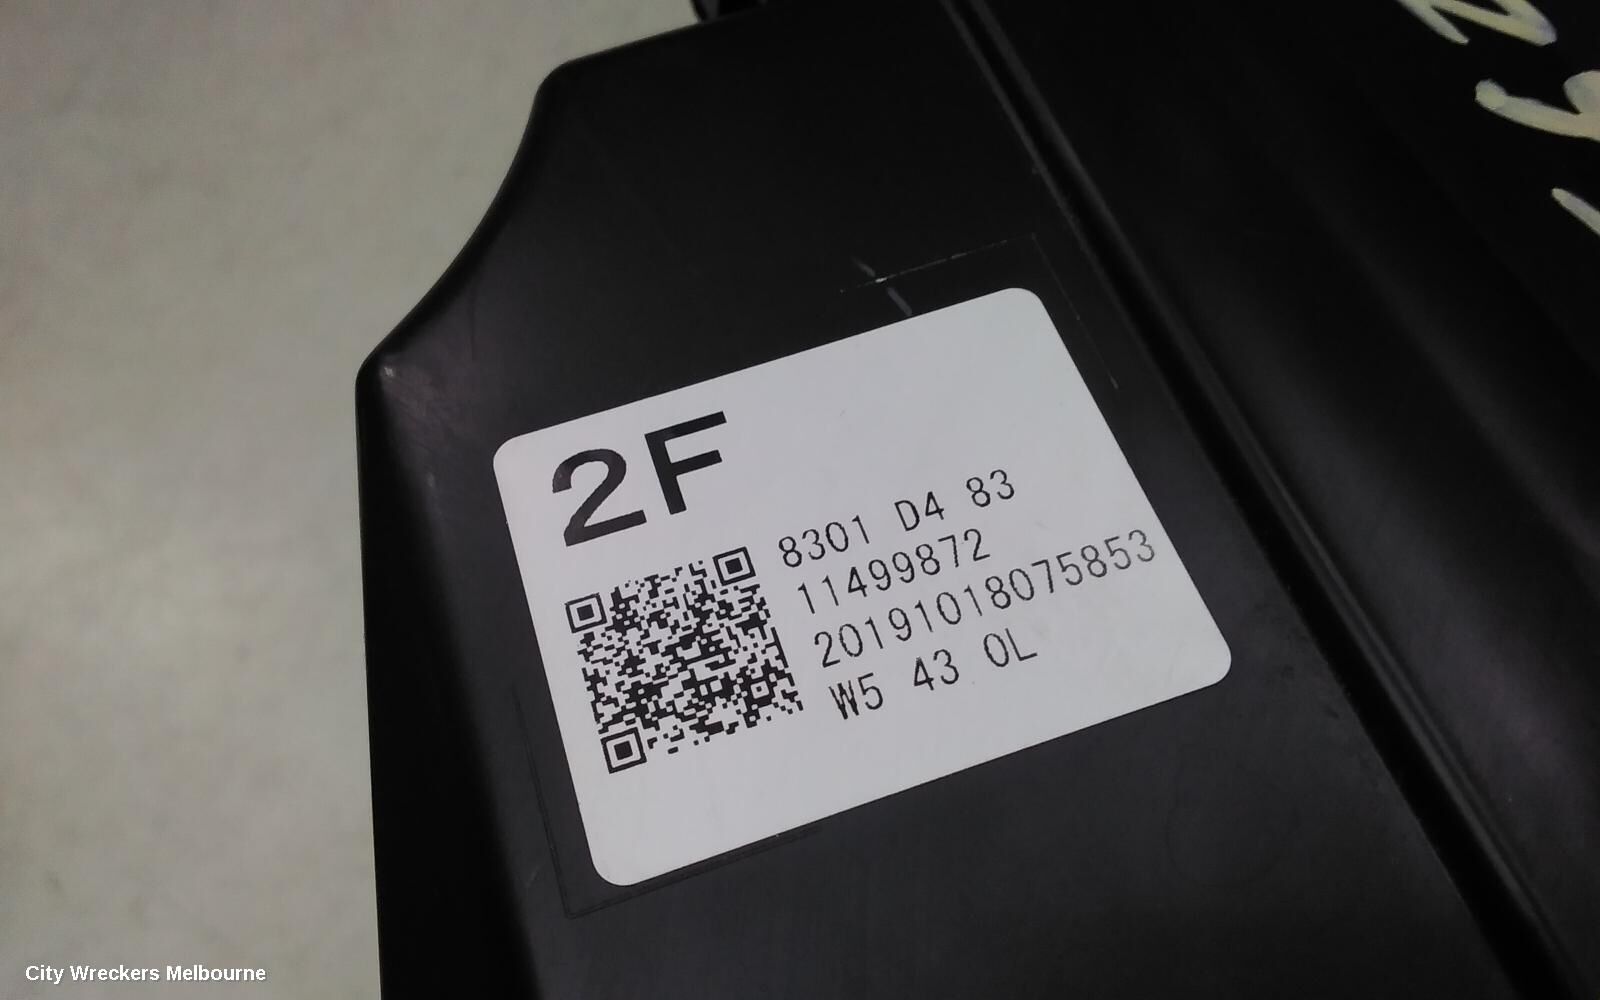 2F
8301 D4 83
11499872
20191018075853
W5 43 0L
City Wreckers Melbourne